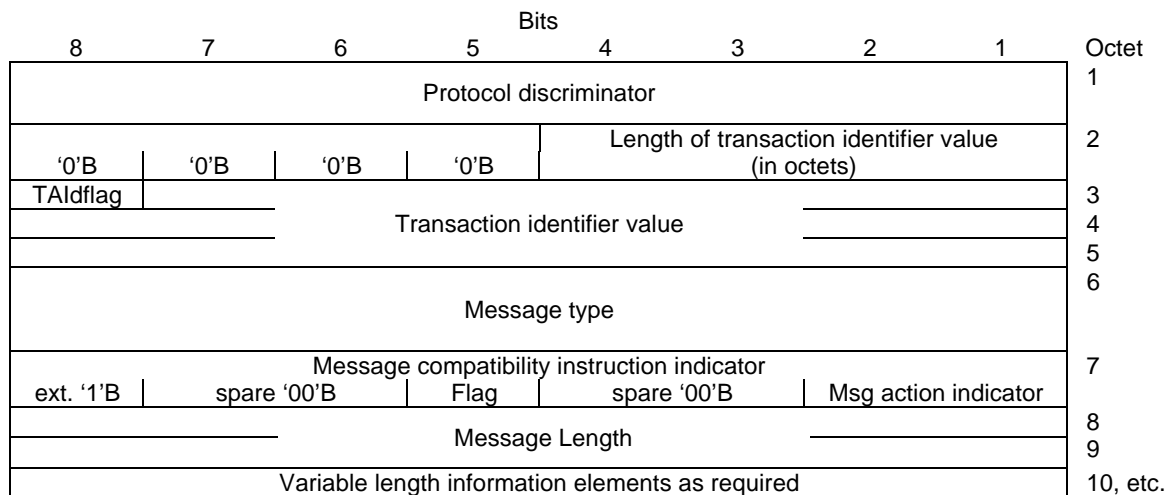 Bits
8 7 6 5 4 3 2 1 Octet
Protocol discriminator 1
Length of transaction identifier value 2
‘0’B ‘0’B ‘0’B ‘0’B (in octets)
TAIdflag 3
Transaction identifier value 4
5
6
Message type
Message compatibility instruction indicator 7
ext. ‘1’B spare ‘00’B Flag spare ‘00’B Msg action indicator
8
Message Length
9
Variable length information elements as required 10, etc.